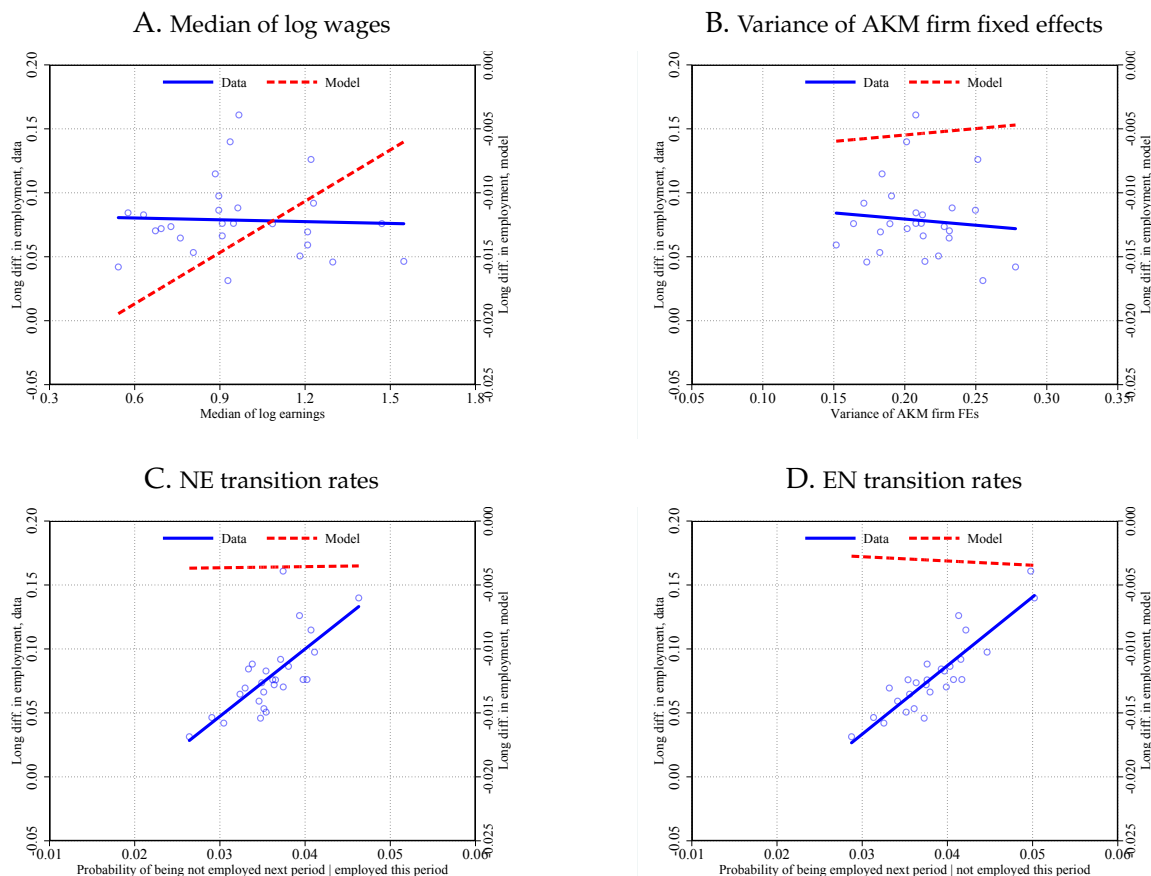 A. Median of log wages
Data Model
0.20
0.15
0.10
0.05
0.00
-0.05
Long diff. in employment, data
0.000
-0.005
-0.010
-0.015
-0.020
-0.025
Long diff. in employment, model
0.3 0.6 0.9 1.2 1.5 1.8
Median of log earnings
B. Variance of AKM firm fixed effects
Data Model
0.20
0.15
0.10
0.05
0.00
-0.05
Long diff. in employment, data
0.000
-0.005
-0.010
-0.015
-0.020
-0.025
Long diff. in employment, model
0.05 0.10 0.15 0.20 0.25 0.30 0.35
Variance of AKM firm FEs
C. NE transition rates
Data Model
0.20
0.15
0.10
0.05
0.00
-0.05
Long diff. in employment, data
0.000
-0.005
-0.010
-0.015
-0.020
-0.025
Long diff. in employment, model
0.01 0.02 0.03 0.04 0.05 0.06
Probability of being not employed next period | employed this period
D. EN transition rates
Data Model
0.20
0.15
0.10
0.05
0.00
-0.05
Long diff. in employment, data
0.000
-0.005
-0.010
-0.015
-0.020
-0.025
Long diff. in employment, model
0.01 0.02 0.03 0.04 0.05 0.06
Probability of being employed next period | not employed this period